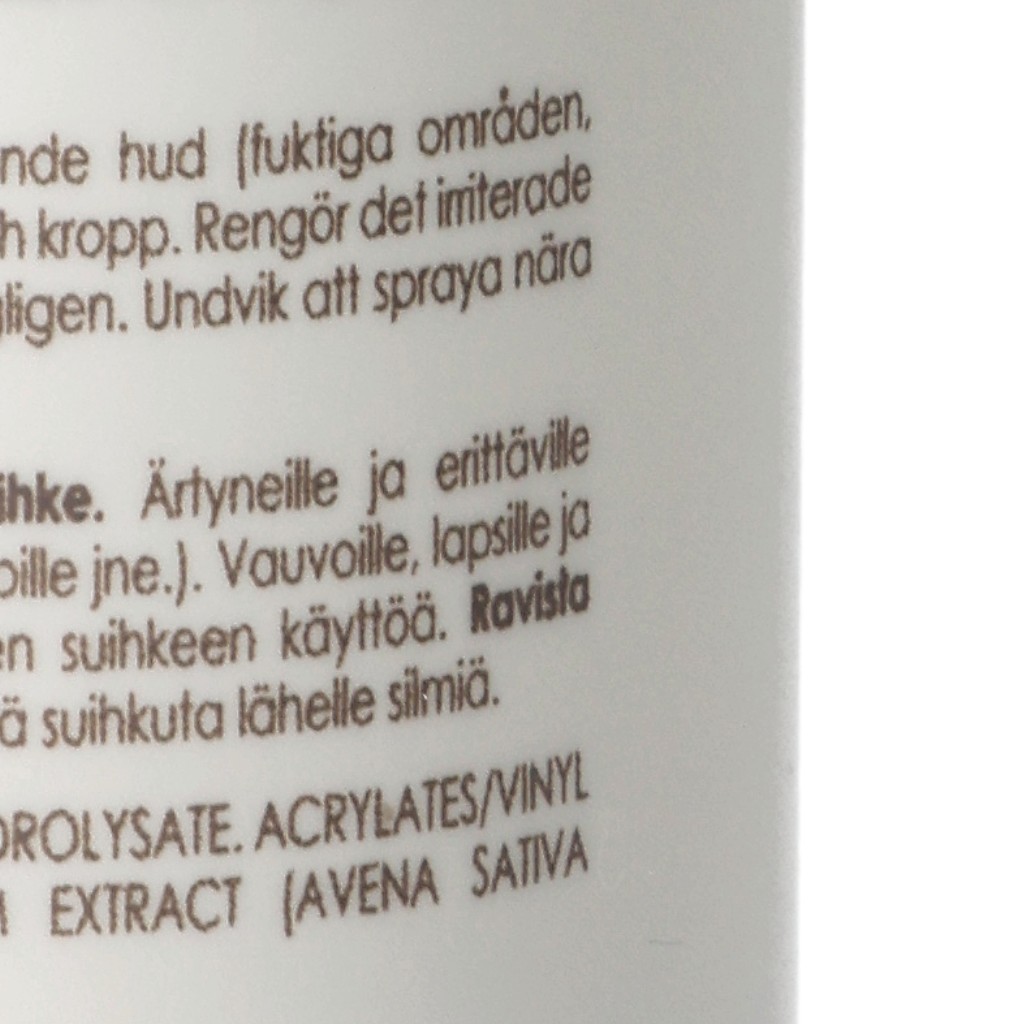 nde hud (fuktiga områden,
h kropp. Rengör det irriterade
ligen. Undvik att spraya nära
ihke. Ärtyneille ja erittäville
oille jne.). Vauvoille, lapsille ja
en suihkeen käyttöä. Ravista
ä suihkuta lähelle silmiä.
DROLYSATE. ACRYLATES/VINYL
EXTRACT (AVENA SATIVA